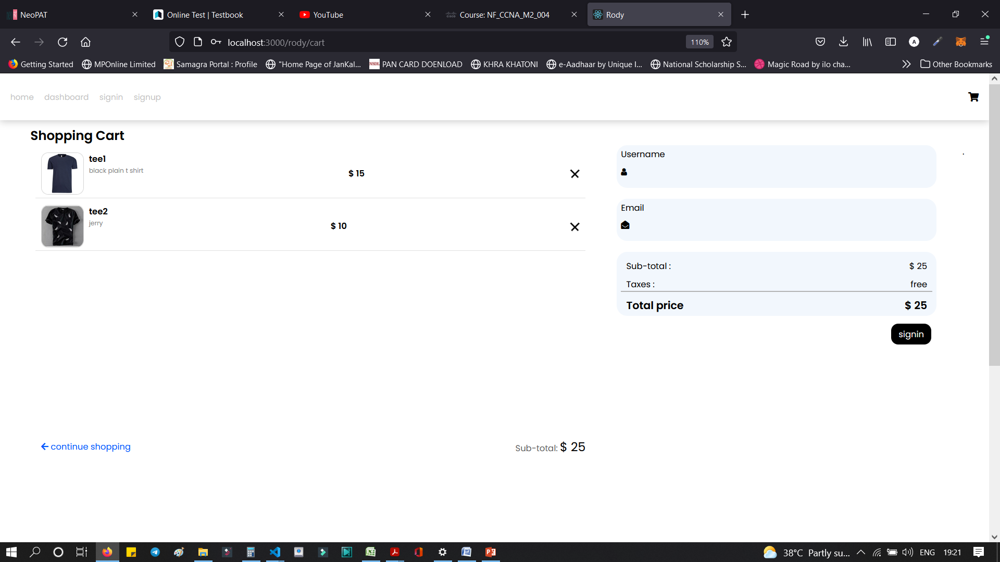 NeoPAT
Online Test | Testbook
YouTube
Course: NF_CCNA_M2_004
Rody
localhost:3000/rody/cart
110%
Getting Started
MPOnline Limited
Samagra Portal : Profile
"Home Page of JanKal...
PAN CARD DOENLOAD
KHRA KHATONI
e-Aadhaar by Unique I...
National Scholarship S...
Magic Road by ilo cha...
Other Bookmarks
home dashboard signin signup
Shopping Cart
tee1
black plain t shirt
$ 15
tee2
jerry
$ 10
continue shopping
Sub-total: $ 25
Username
.
Email
Sub-total : $ 25
Taxes : free
Total price $ 25
signin
38°C Partly su...
ENG
19:21